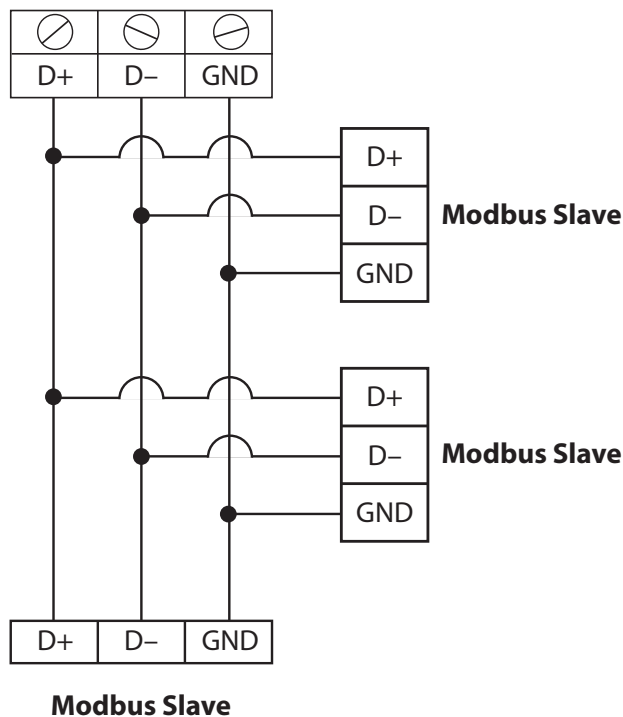 D+ D– GND
D+
D– Modbus Slave
GND
D+
D– Modbus Slave
GND
D+ D– GND
Modbus Slave